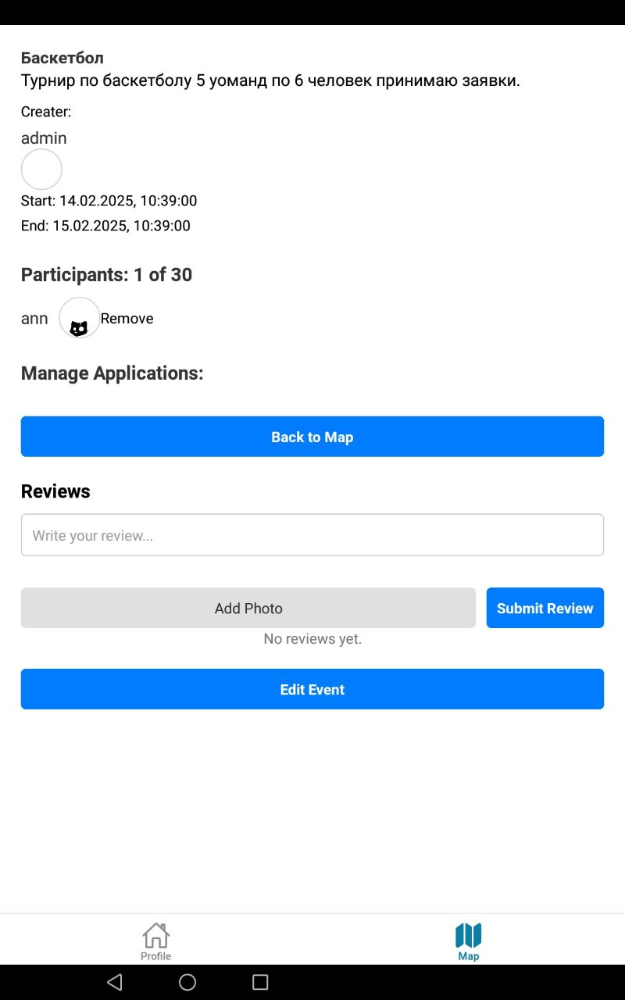 Баскетбол
Турнир по баскетболу 5 уоманд по 6 человек принимаю заявки.
Creater:
admin
Start: 14.02.2025, 10:39:00
End: 15.02.2025, 10:39:00
Participants: 1 of 30
ann Remove
Manage Applications:
Back to Map
Reviews
Write your review...
Add Photo Submit Review
No reviews yet.
Edit Event
Profile Map